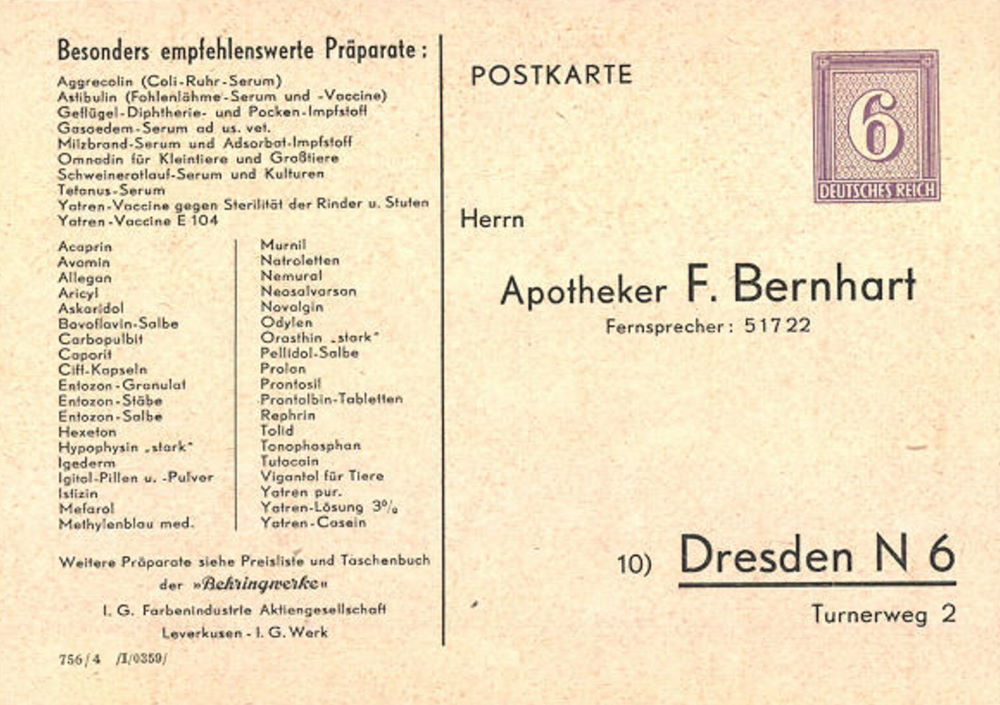 Besonders empfehlenswerte Präparate:
Aggrecolin (Coli-Ruhr-Serum)
Astibulin (Fohlenlähme-Serum und -Vaccine)
Geflügel-Diphtherie- und Pocken-Impfstoff
Gasoedem-Serum ad us. vet.
Milzbrand-Serum und Adsorbat-Impfstoff
Omnadin für Kleintiere und Großtiere
Schweinerotlauf-Serum und Kulturen
Tetanus-Serum
Yatren-Vaccine gegen Sterilität der Rinder u. Stuten
Yatren-Vaccine E 104
Acaprin
Avomin
Allegan
Aricyl
Askaridol
Bovoflavin-Salbe
Carbopulbit
Caporit
Ciff-Kapseln
Entozon-Granulat
Entozon-Stäbe
Entozon-Salbe
Hexeton
Hypophysin „stark"
Igederm
Igitol-Pillen u. -Pulver
Istizin
Mefarol
Methylenblau med.
Murnil
Natroletten
Nemural
Neosalvarsan
Novalgin
Odylen
Orasthin „stark"
Pellidol-Salbe
Prolan
Prontosil
Prontalbin-Tabletten
Rephrin
Tolid
Tonophosphan
Tutocain
Vigantol für Tiere
Yatren pur.
Yatren-Lösung 3%
Yatren-Casein
Weitere Präparate siehe Preisliste und Taschenbuch
der »Behringwerke«
I. G. Farbenindustrie Aktiengesellschaft
Leverkusen - I. G. Werk
756/4 /I/0359/
POSTKARTE
6
DEUTSCHES REICH
Herrn
Apotheker F. Bernhart
Fernsprecher: 51722
10) Dresden N 6
Turnerweg 2